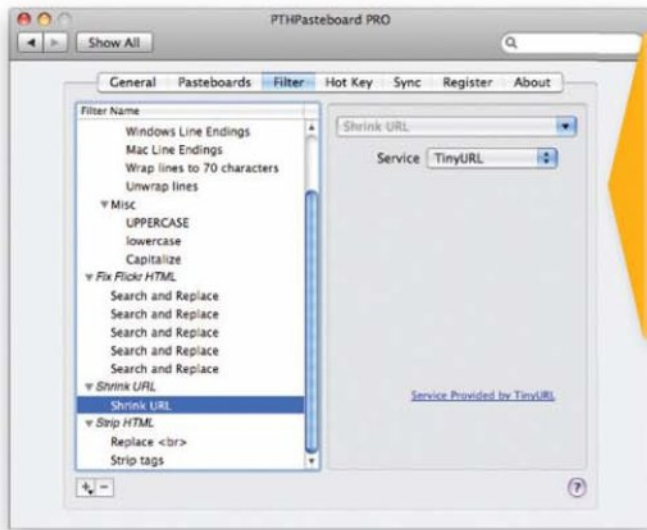 PTHPasteboard PRO
Show All
General Pasteboards Filter Hot Key Sync Register About
Filter Name
Windows Line Endings
Mac Line Endings
Wrap lines to 70 characters
Unwrap lines
Misc
UPPERCASE
lowercase
Capitalize
Fix Flickr HTML
Search and Replace
Search and Replace
Search and Replace
Search and Replace
Search and Replace
Shrink URL
Shrink URL
Strip HTML
Replace <br>
Strip tags
Shrink URL
Service TinyURL
Service Provided by TinyURL
+ - ?